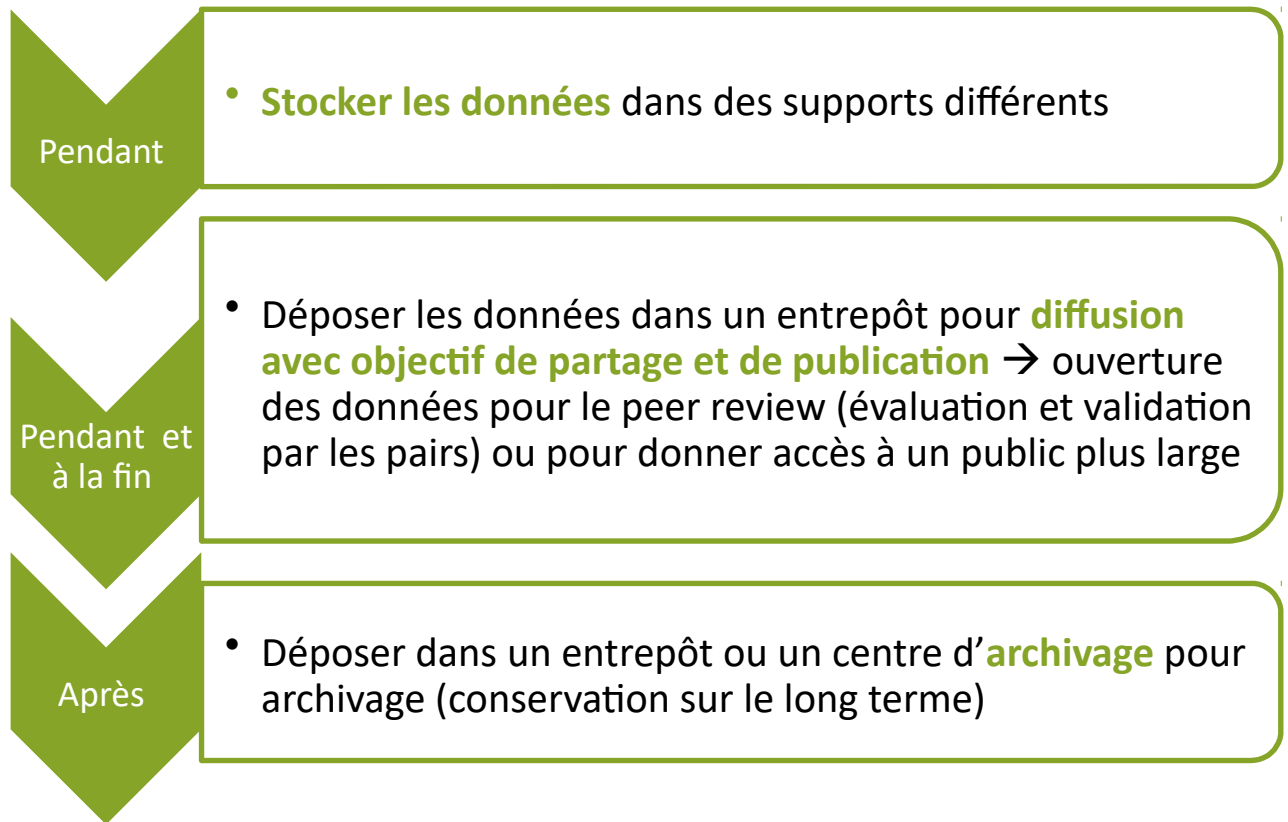 Pendant
• Stocker les données dans des supports différents
Pendant et
à la fin
• Déposer les données dans un entrepôt pour diffusion
avec objectif de partage et de publication → ouverture
des données pour le peer review (évaluation et validation
par les pairs) ou pour donner accès à un public plus large
Après
• Déposer dans un entrepôt ou un centre d’archivage pour
archivage (conservation sur le long terme)